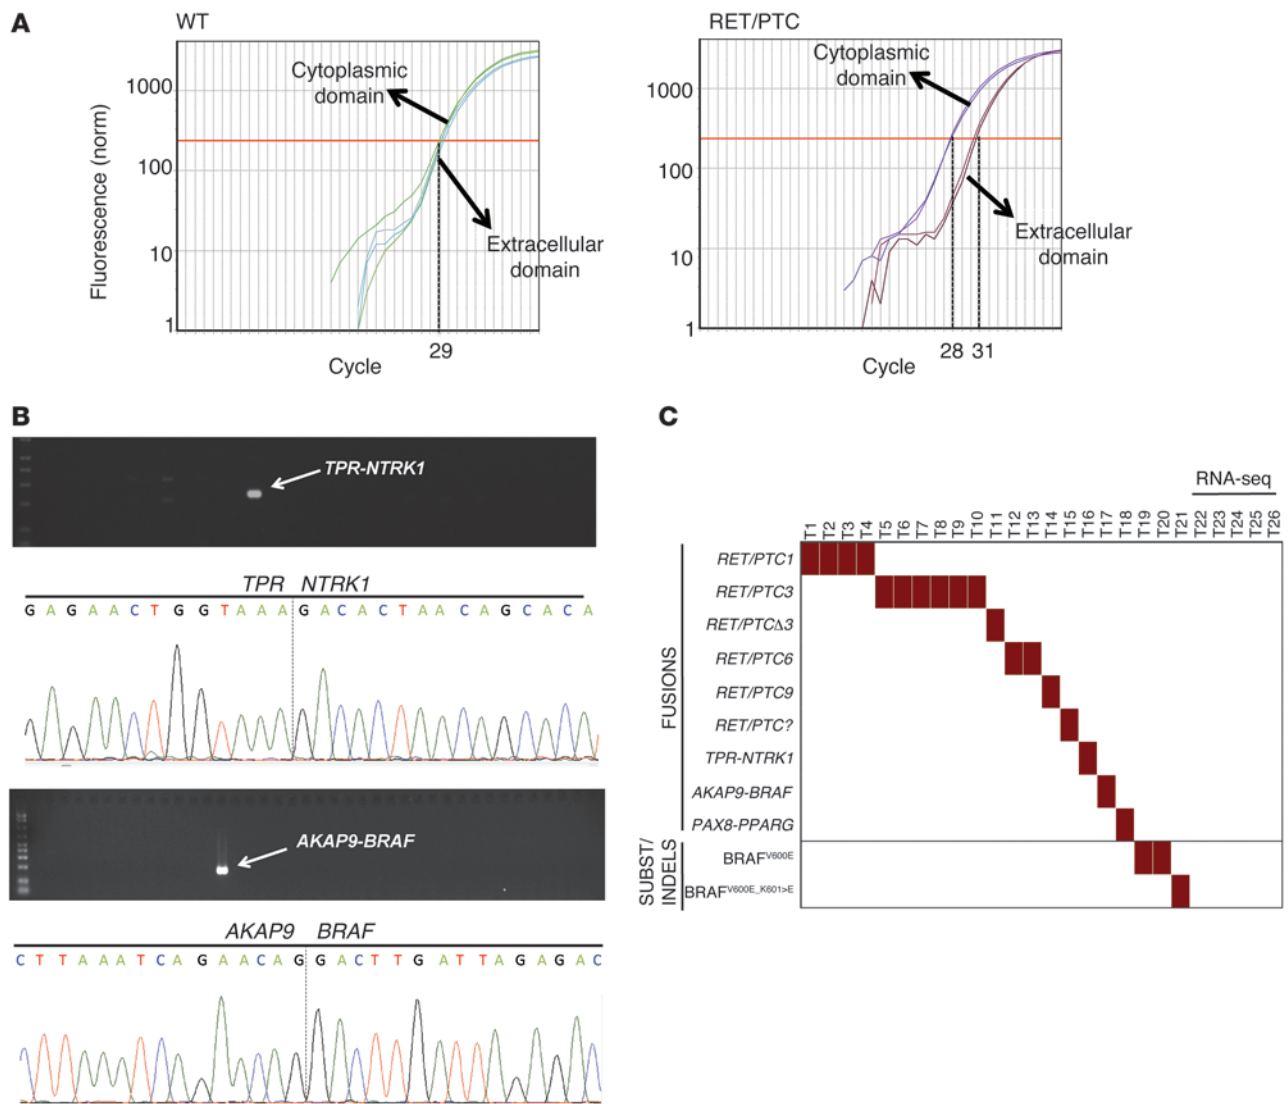 A
WT
RET/PTC
Fluorescence (norm)
1000
100
10
1
Cytoplasmic
domain
Extracellular
domain
29
Cycle
1000
100
10
1
Cytoplasmic
domain
Extracellular
domain
28 31
Cycle
B
TPR-NTRK1
TPR NTRK1
G A G A A C T G G T A A A G A C A C T A A C A G C A C A
AKAP9-BRAF
AKAP9 BRAF
C T T A A A T C A G A A C A G G A C T T G A T T A G A G A C
C
RNA-seq
T1 T2 T3 T4 T5 T6 T7 T8 T9 T10 T11 T12 T13 T14 T15 T16 T17 T18 T19 T20 T21 T22 T23 T24 T25 T26
FUSIONS
RET/PTC1
RET/PTC3
RET/PTCΔ3
RET/PTC6
RET/PTC9
RET/PTC?
TPR-NTRK1
AKAP9-BRAF
PAX8-PPARG
SUBST/
INDELS
BRAF^V600E
BRAF^V600E_K601>E